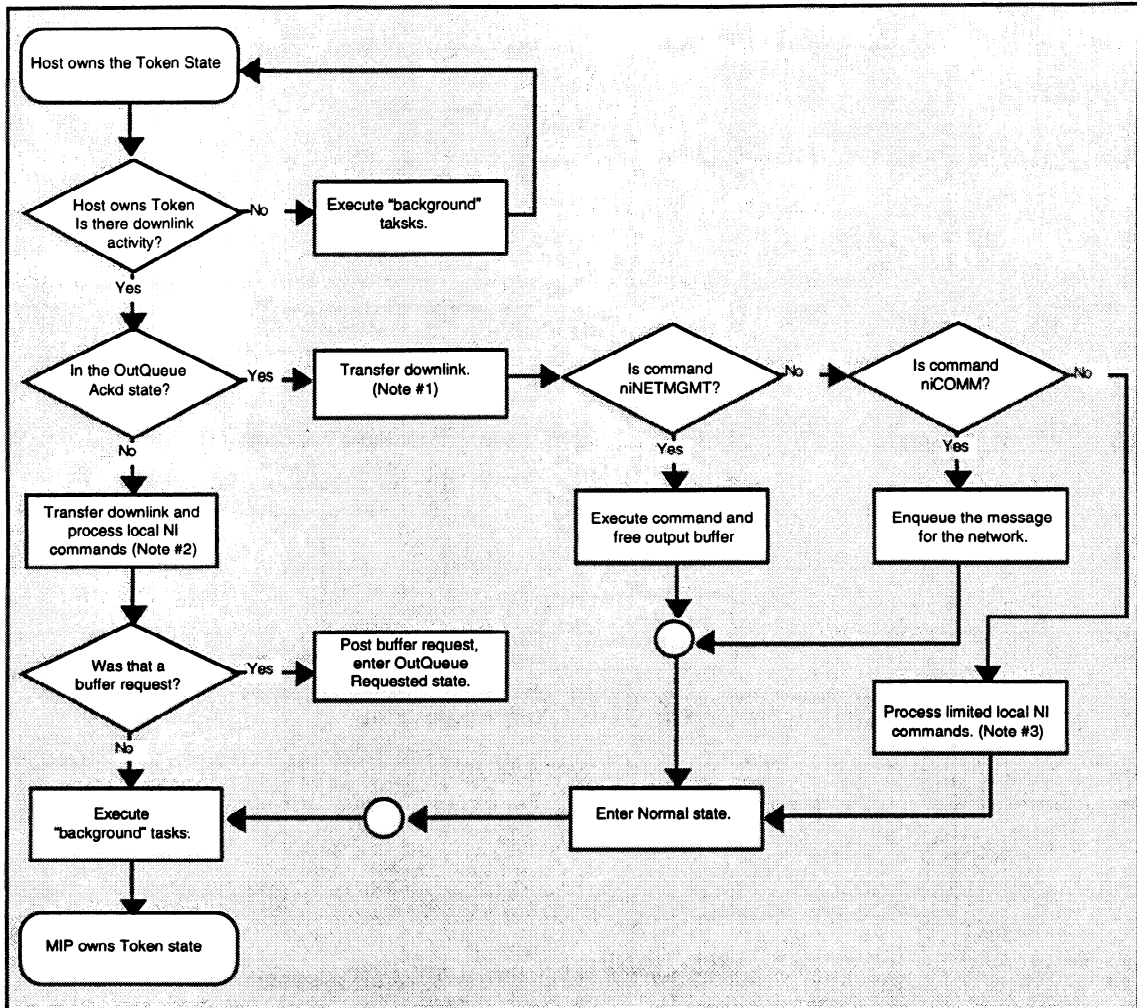 Host owns the Token State
Host owns Token
Is there downlink
activity?
No
Execute "background"
taksks.
Yes
In the OutQueue
Ackd state?
Yes
Transfer downlink.
(Note #1)
Is command
niNETMGMT?
No
Is command
niCOMM?
No
No
Yes
Yes
Transfer downlink and
process local NI
commands (Note #2)
Execute command and
free output buffer
Enqueue the message
for the network.
Was that a
buffer request?
Yes
Post buffer request,
enter OutQueue
Requested state.
Process limited local NI
commands. (Note #3)
No
Execute
"background" tasks.
Enter Normal state.
MIP owns Token state